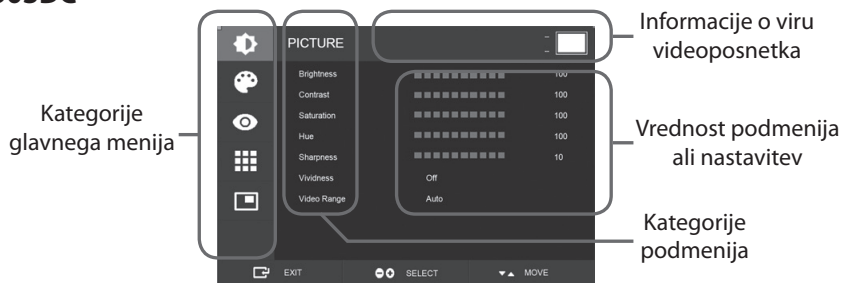 Informacije o viru
videoposnetka
PICTURE
Brightness 100
Contrast 100
Saturation 100
Hue 100
Sharpness 10
Vividness Off
Video Range Auto
EXIT SELECT MOVE
Kategorije
glavnega menija
Vrednost podmenija
ali nastavitev
Kategorije
podmenija